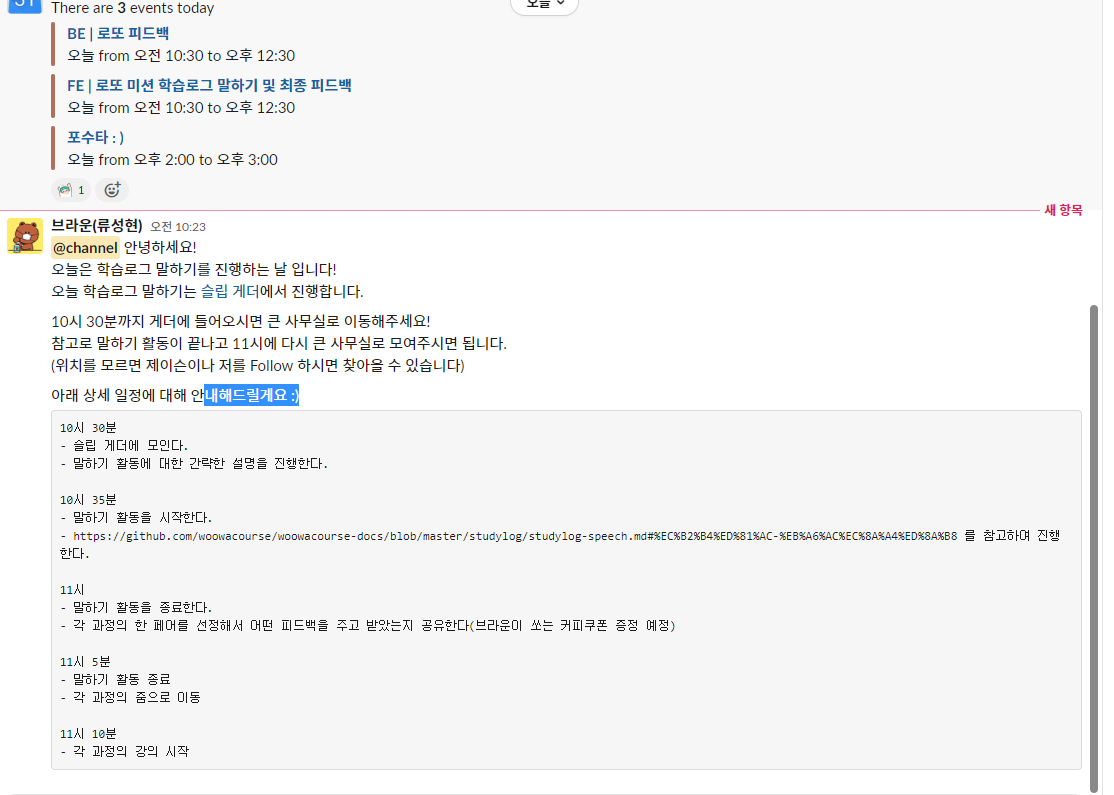 There are 3 events today
오늘
BE | 로또 피드백
오늘 from 오전 10:30 to 오후 12:30
FE | 로또 미션 학습로그 말하기 및 최종 피드백
오늘 from 오전 10:30 to 오후 12:30
포수타 : )
오늘 from 오후 2:00 to 오후 3:00
1
새 항목
브라운(류성현) 오전 10:23
@channel 안녕하세요!
오늘은 학습로그 말하기를 진행하는 날 입니다!
오늘 학습로그 말하기는 슬립 게더에서 진행합니다.
10시 30분까지 게더에 들어오시면 큰 사무실로 이동해주세요!
참고로 말하기 활동이 끝나고 11시에 다시 큰 사무실로 모여주시면 됩니다.
(위치를 모르면 제이슨이나 저를 Follow 하시면 찾아올 수 있습니다)
아래 상세 일정에 대해 안내해드릴게요 :)
10시 30분
- 슬립 게더에 모인다.
- 말하기 활동에 대한 간략한 설명을 진행한다.
10시 35분
- 말하기 활동을 시작한다.
- https://github.com/woowacourse/woowacourse-docs/blob/master/studylog/studylog-speech.md#%EC%B2%B4%ED%81%AC-%EB%A6%AC%EC%8A%A4%ED%8A%B8 를 참고하여 진행
한다.
11시
- 말하기 활동을 종료한다.
- 각 과정의 한 페어를 선정해서 어떤 피드백을 주고 받았는지 공유한다(브라운이 쏘는 커피쿠폰 증정 예정)
11시 5분
- 말하기 활동 종료
- 각 과정의 줌으로 이동
11시 10분
- 각 과정의 강의 시작